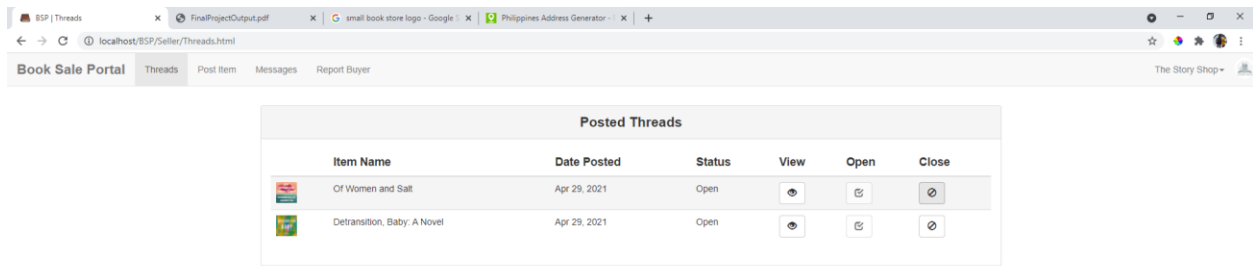 BSP | Threads
FinalProjectOutput.pdf
small book store logo - Google S
Philippines Address Generator -
localhost/BSP/Seller/Threads.html
Book Sale Portal Threads Post Item Messages Report Buyer The Story Shop
Posted Threads
Item Name Date Posted Status View Open Close
Of Women and Salt Apr 29, 2021 Open
Detransition, Baby: A Novel Apr 29, 2021 Open